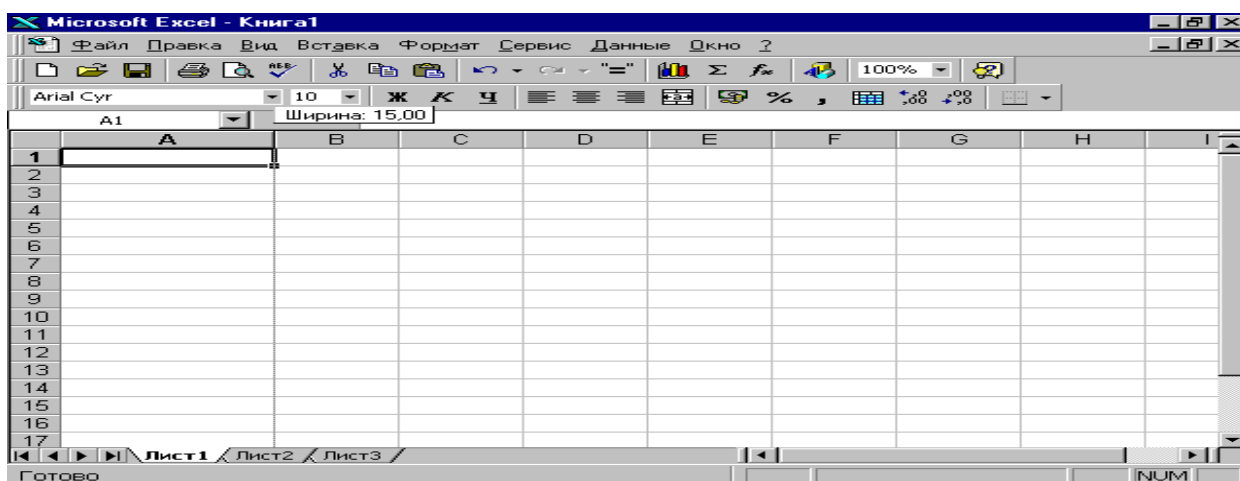 Microsoft Excel - Книга1
Файл Правка Вид Вставка Формат Сервис Данные Окно ?
100%
Arial Cyr 10 Ж К Ч %
A1 Ширина: 15,00
A B C D E F G H I
1
2
3
4
5
6
7
8
9
10
11
12
13
14
15
16
17
Лист1 Лист2 Лист3
Готово NUM